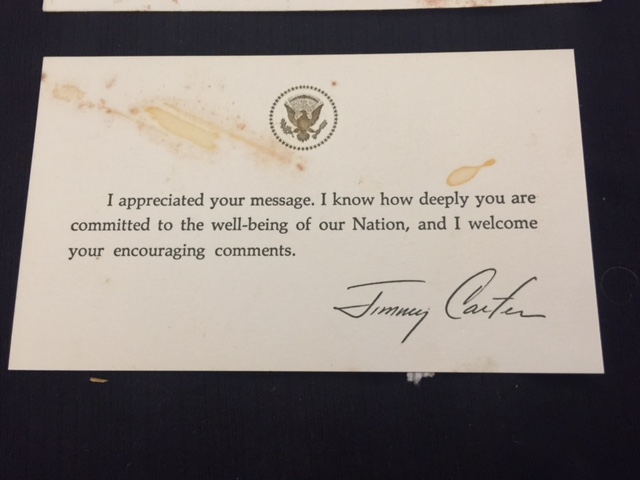 I appreciated your message. I know how deeply you are
committed to the well-being of our Nation, and I welcome
your encouraging comments.
Jimmy Carter